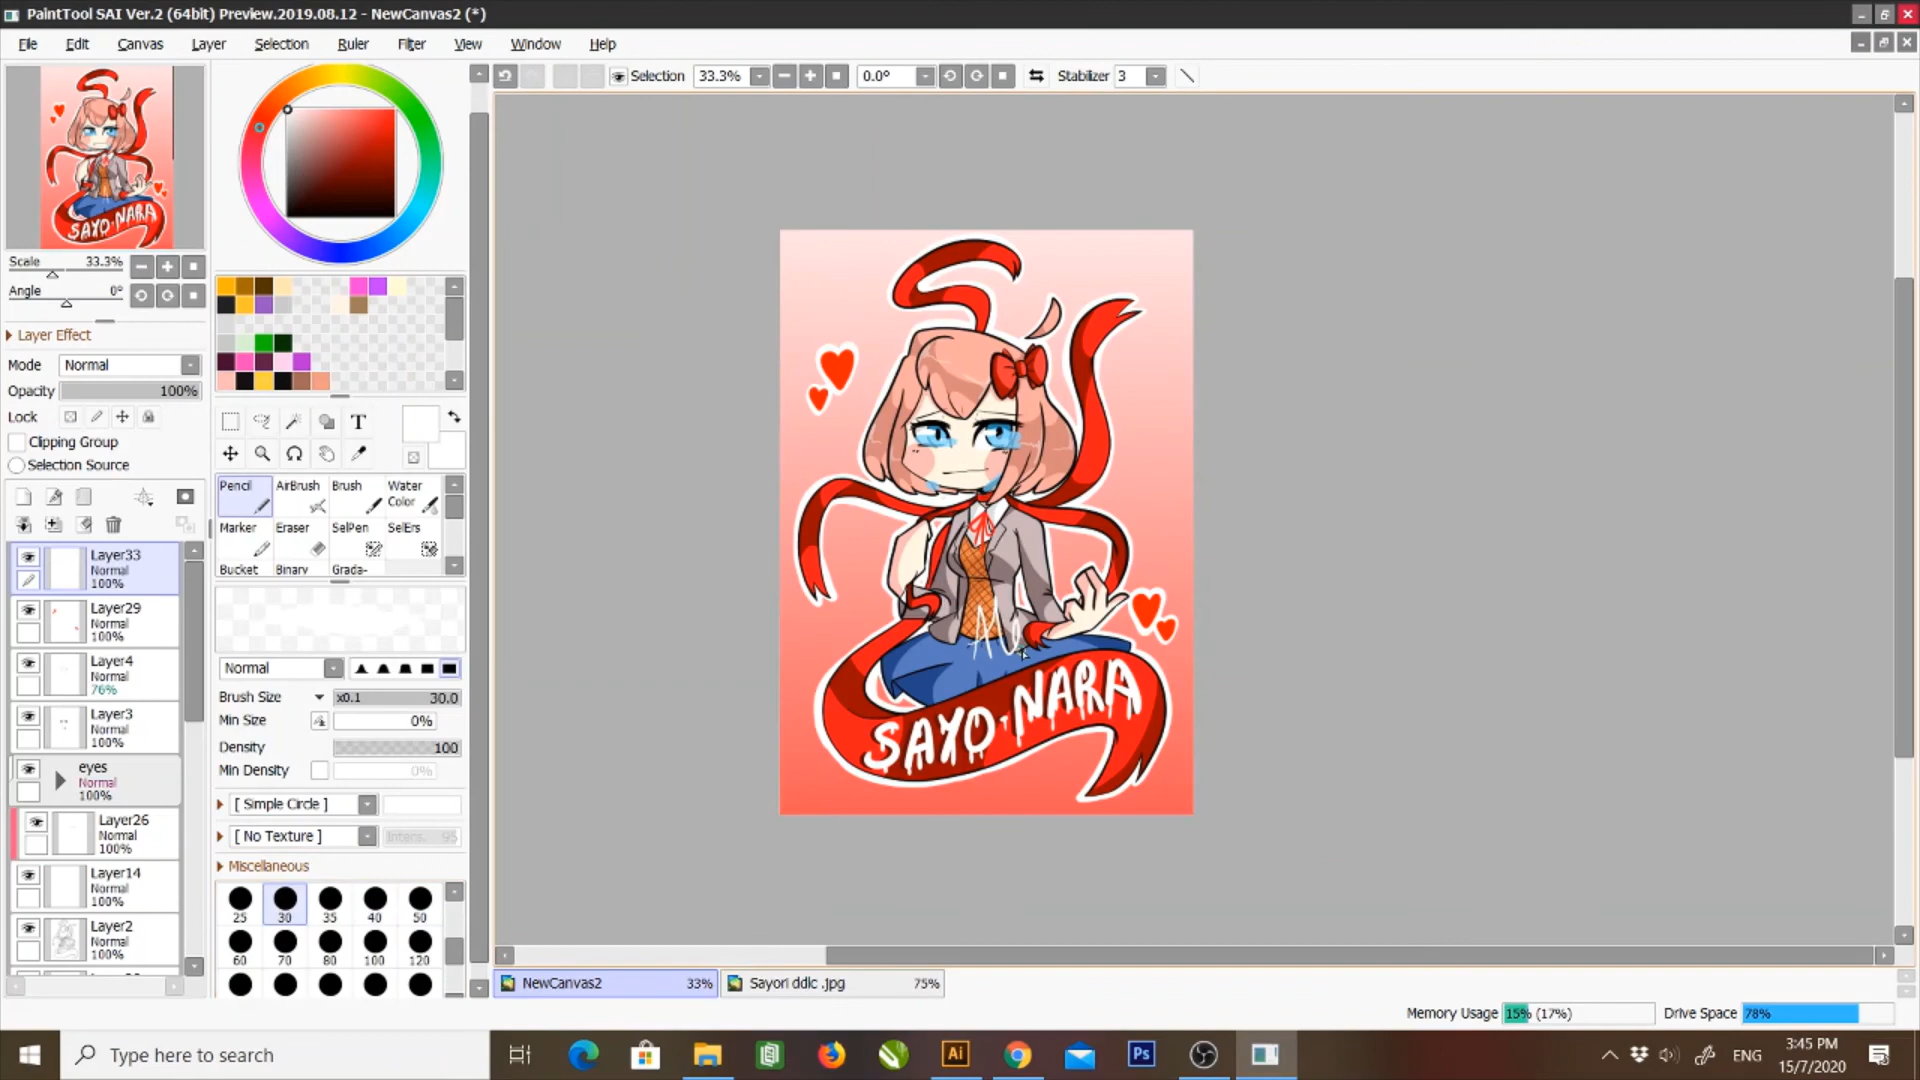 PaintTool SAI Ver.2 (64bit) Preview.2019.08.12 - NewCanvas2 (*)
File Edit Canvas Layer Selection Ruler Filter View Window Help
Selection 33.3% 0.0° Stabilizer 3
Scale 33.3%
Angle 0°
Layer Effect
Mode Normal
Opacity 100%
Lock
Clipping Group
Selection Source
Layer33
Normal
100%
Layer29
Normal
100%
Layer4
76%
Layer3
Normal
100%
eyes
Normal
100%
Layer26
Normal
100%
Layer14
Normal
100%
Layer2
Normal
100%
T
Pencil AirBrush Brush Water Color
Marker Eraser SelPen SelErs
Bucket Binary Grada-
Normal
Brush Size x0.1 30.0
Min Size 0%
Density 100
Min Density 0%
[ Simple Circle ]
[ No Texture ] Intens. 95
Miscellaneous
25 30 35 40 50
60 70 80 100 120
SAYO-NARA
NewCanvas2 33% Sayori ddlc .jpg 75%
Memory Usage 15% (17%) Drive Space 78%
Type here to search
Ai
Ps
ENG
3:45 PM
15/7/2020